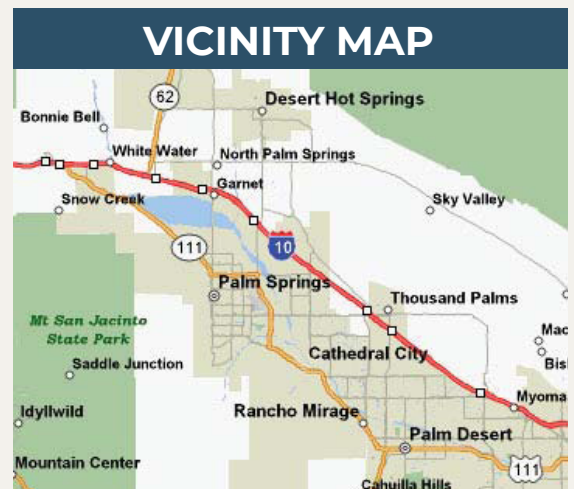 VICINITY MAP
62
Desert Hot Springs
Bonnie Bell
White Water
North Palm Springs
Garnet
Snow Creek
Sky Valley
111
10
Palm Springs
Thousand Palms
Mt San Jacinto
State Park
Mac
Cathedral City
Bis
Saddle Junction
Myoma
Idyllwild
Rancho Mirage
Palm Desert
Mountain Center
111
Cahuilla Hills